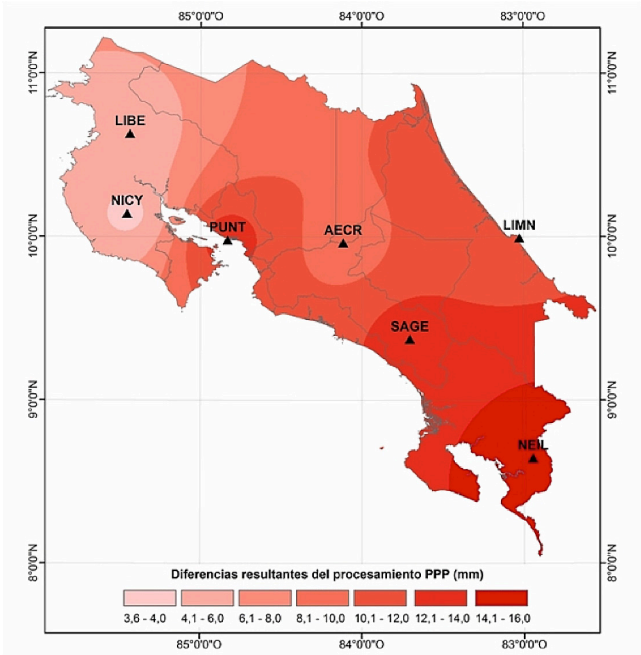 85°0'0"O 84°0'0"O 83°0'0"O
11°0'0"N 11°0'0"N
LIBE
NICY
PUNT
AECR
LIMN
10°0'0"N 10°0'0"N
SAGE
9°0'0"N 9°0'0"N
NEIL
8°0'0"N 8°0'0"N
Diferencias resultantes del procesamiento PPP (mm)
3,6 - 4,0 4,1 - 6,0 6,1 - 8,0 8,1 - 10,0 10,1 - 12,0 12,1 - 14,0 14,1 - 16,0
85°0'0"O 84°0'0"O 83°0'0"O